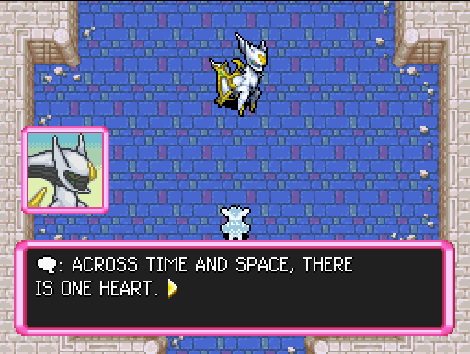 : ACROSS TIME AND SPACE, THERE
IS ONE HEART.